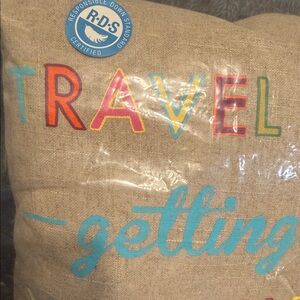 RESPONSIBLE DOWN STANDARD
R·D·S
CERTIFIED
TRAVEL
getting